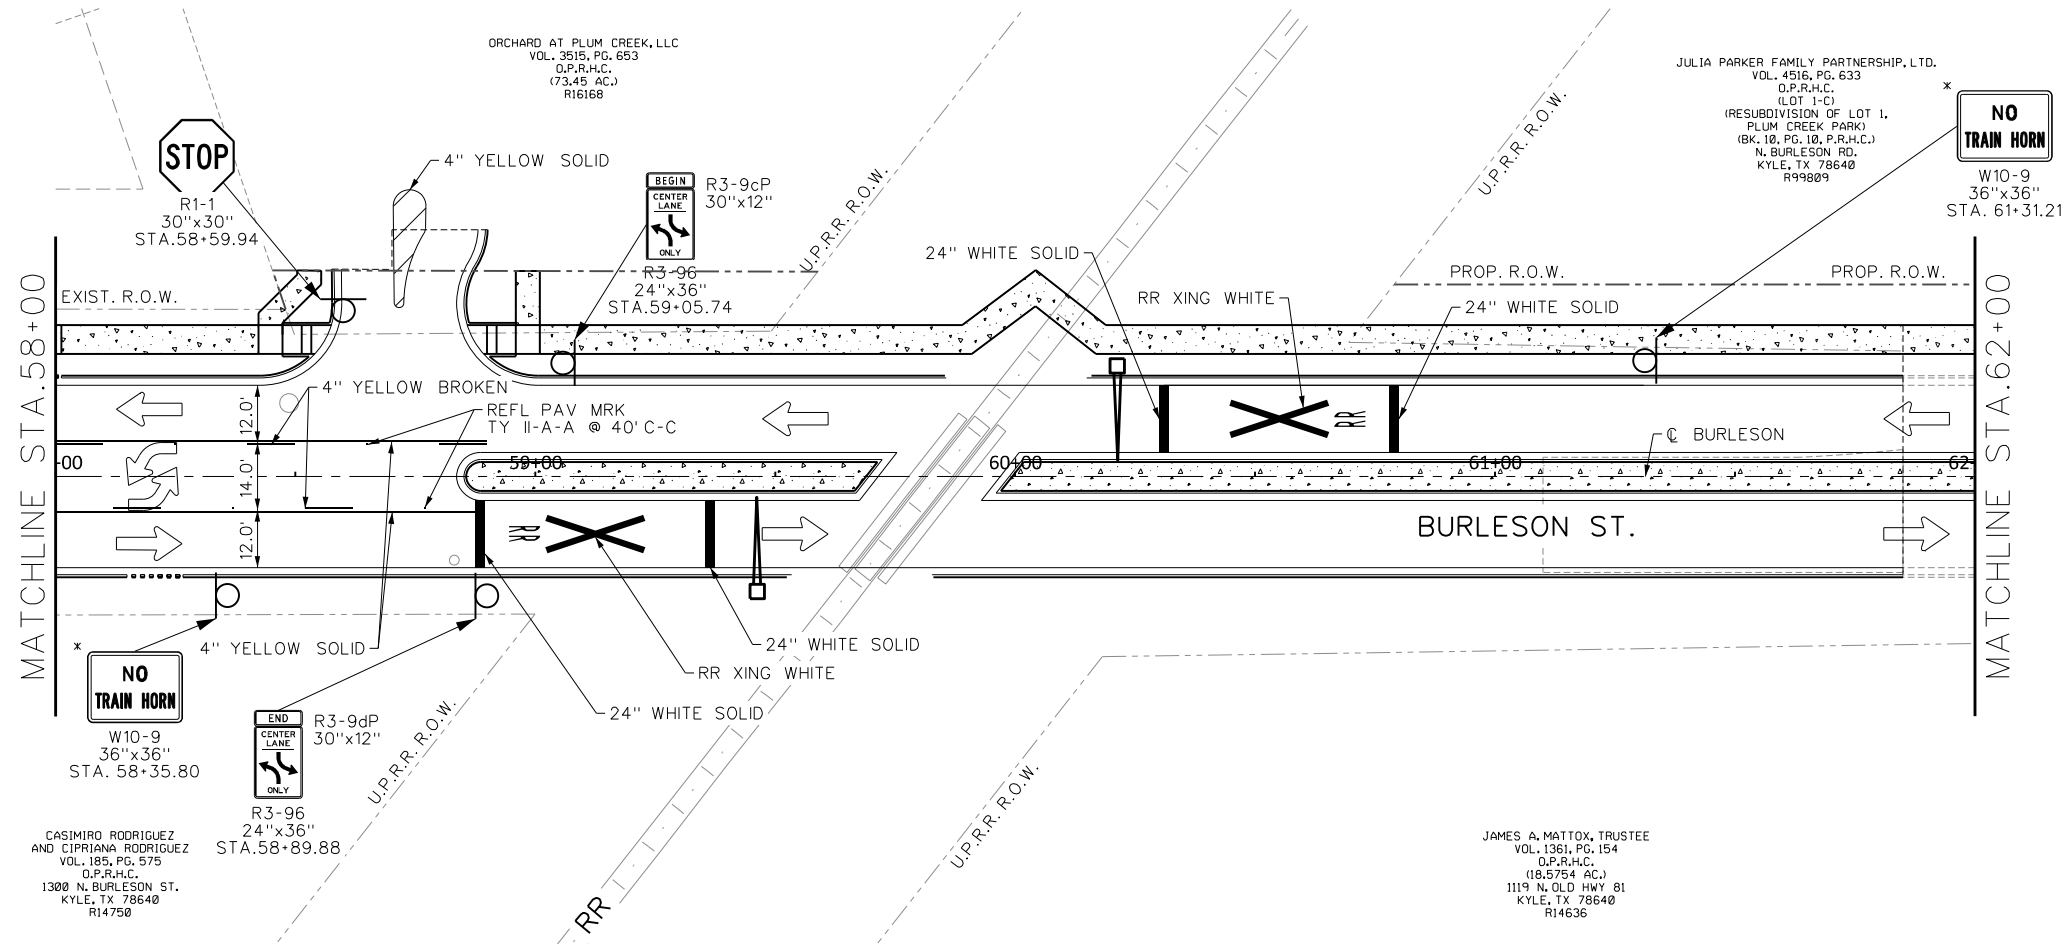 ORCHARD AT PLUM CREEK, LLC
VOL. 3515, PG. 653
O.P.R.H.C.
(73.45 AC.)
R16168
JULIA PARKER FAMILY PARTNERSHIP, LTD.
VOL. 4516, PG. 633
O.P.R.H.C.
(LOT 1-C)
(RESUBDIVISION OF LOT 1,
PLUM CREEK PARK)
(BK. 10, PG. 10, P.R.H.C.)
N. BURLESON RD.
KYLE, TX 78640
R99809
*
NO
TRAIN HORN
W10-9
36"x36"
STA. 61+31.21
STOP
R1-1
30"x30"
STA.58+59.94
4" YELLOW SOLID
BEGIN
CENTER
LANE
ONLY
R3-9cP
30"x12"
R3-96
24"x36"
STA.59+05.74
U.P.R.R. R.O.W.
U.P.R.R. R.O.W.
24" WHITE SOLID
RR XING WHITE
24" WHITE SOLID
PROP. R.O.W.
PROP. R.O.W.
EXIST. R.O.W.
MATCHLINE STA.58+00
MATCHLINE STA.62+00
4" YELLOW BROKEN
REFL PAV MRK
TY II-A-A @ 40' C-C
12.0'
14.0'
12.0'
-00
59+00
60+00
61+00
62-
RR
℄ BURLESON
BURLESON ST.
RR
4" YELLOW SOLID
24" WHITE SOLID
RR XING WHITE
24" WHITE SOLID
*
NO
TRAIN HORN
W10-9
36"x36"
STA. 58+35.80
END
CENTER
LANE
ONLY
R3-9dP
30"x12"
R3-96
24"x36"
STA.58+89.88
U.P.R.R. R.O.W.
U.P.R.R. R.O.W.
RR
CASIMIRO RODRIGUEZ
AND CIPRIANA RODRIGUEZ
VOL. 185, PG. 575
O.P.R.H.C.
1300 N. BURLESON ST.
KYLE, TX 78640
R14750
JAMES A. MATTOX, TRUSTEE
VOL. 1361, PG. 154
O.P.R.H.C.
(18.5754 AC.)
1119 N. OLD HWY 81
KYLE, TX 78640
R14636